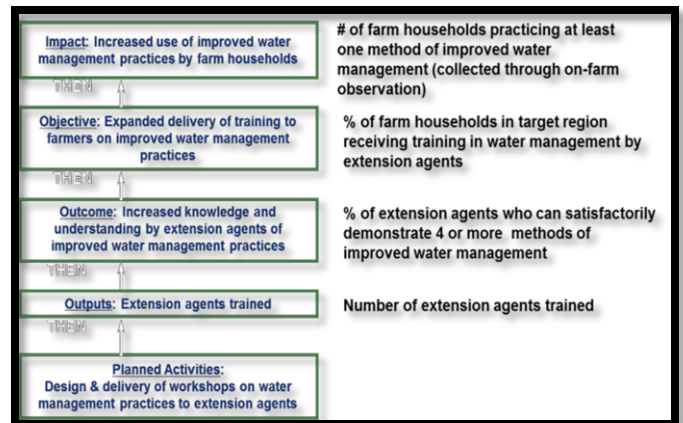 Impact: Increased use of improved water
management practices by farm households
# of farm households practicing at least
one method of improved water
management (collected through on-farm
observation)
THEN
Objective: Expanded delivery of training to
farmers on improved water management
practices
% of farm households in target region
receiving training in water management by
extension agents
THEN
Outcome: Increased knowledge and
understanding by extension agents of
improved water management practices
% of extension agents who can satisfactorily
demonstrate 4 or more methods of
improved water management
THEN
Outputs: Extension agents trained
Number of extension agents trained
THEN
Planned Activities:
Design & delivery of workshops on water
management practices to extension agents